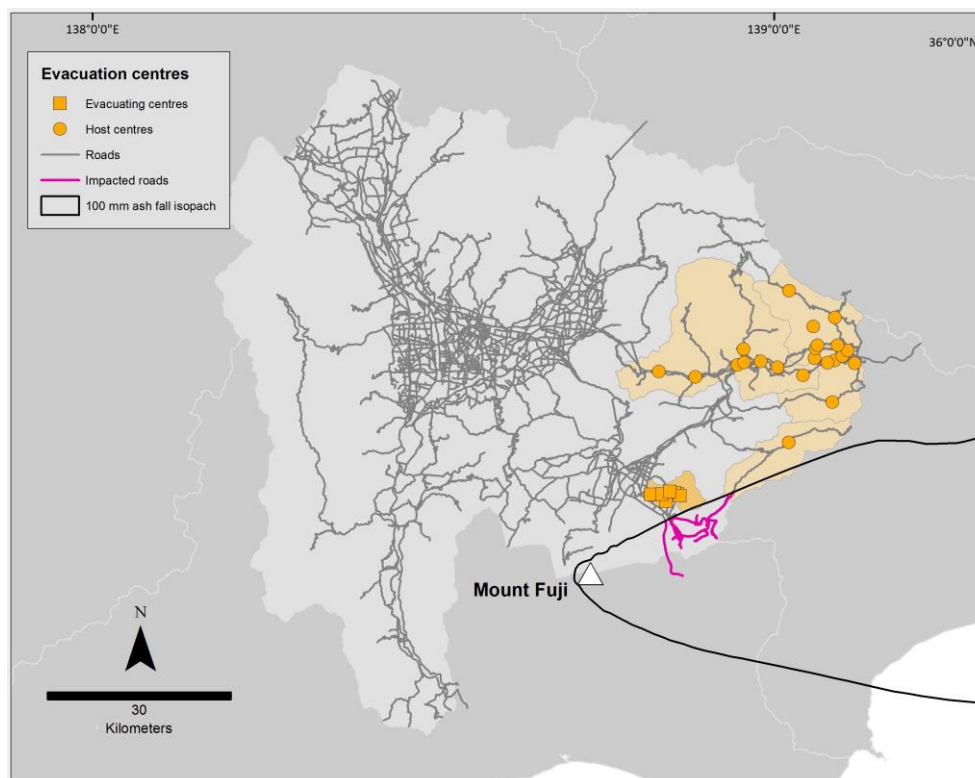 138°0'0"E
139°0'0"E
36°0'0"N
Evacuation centres
Evacuating centres
Host centres
Roads
Impacted roads
100 mm ash fall isopach
Mount Fuji
N
30
Kilometers